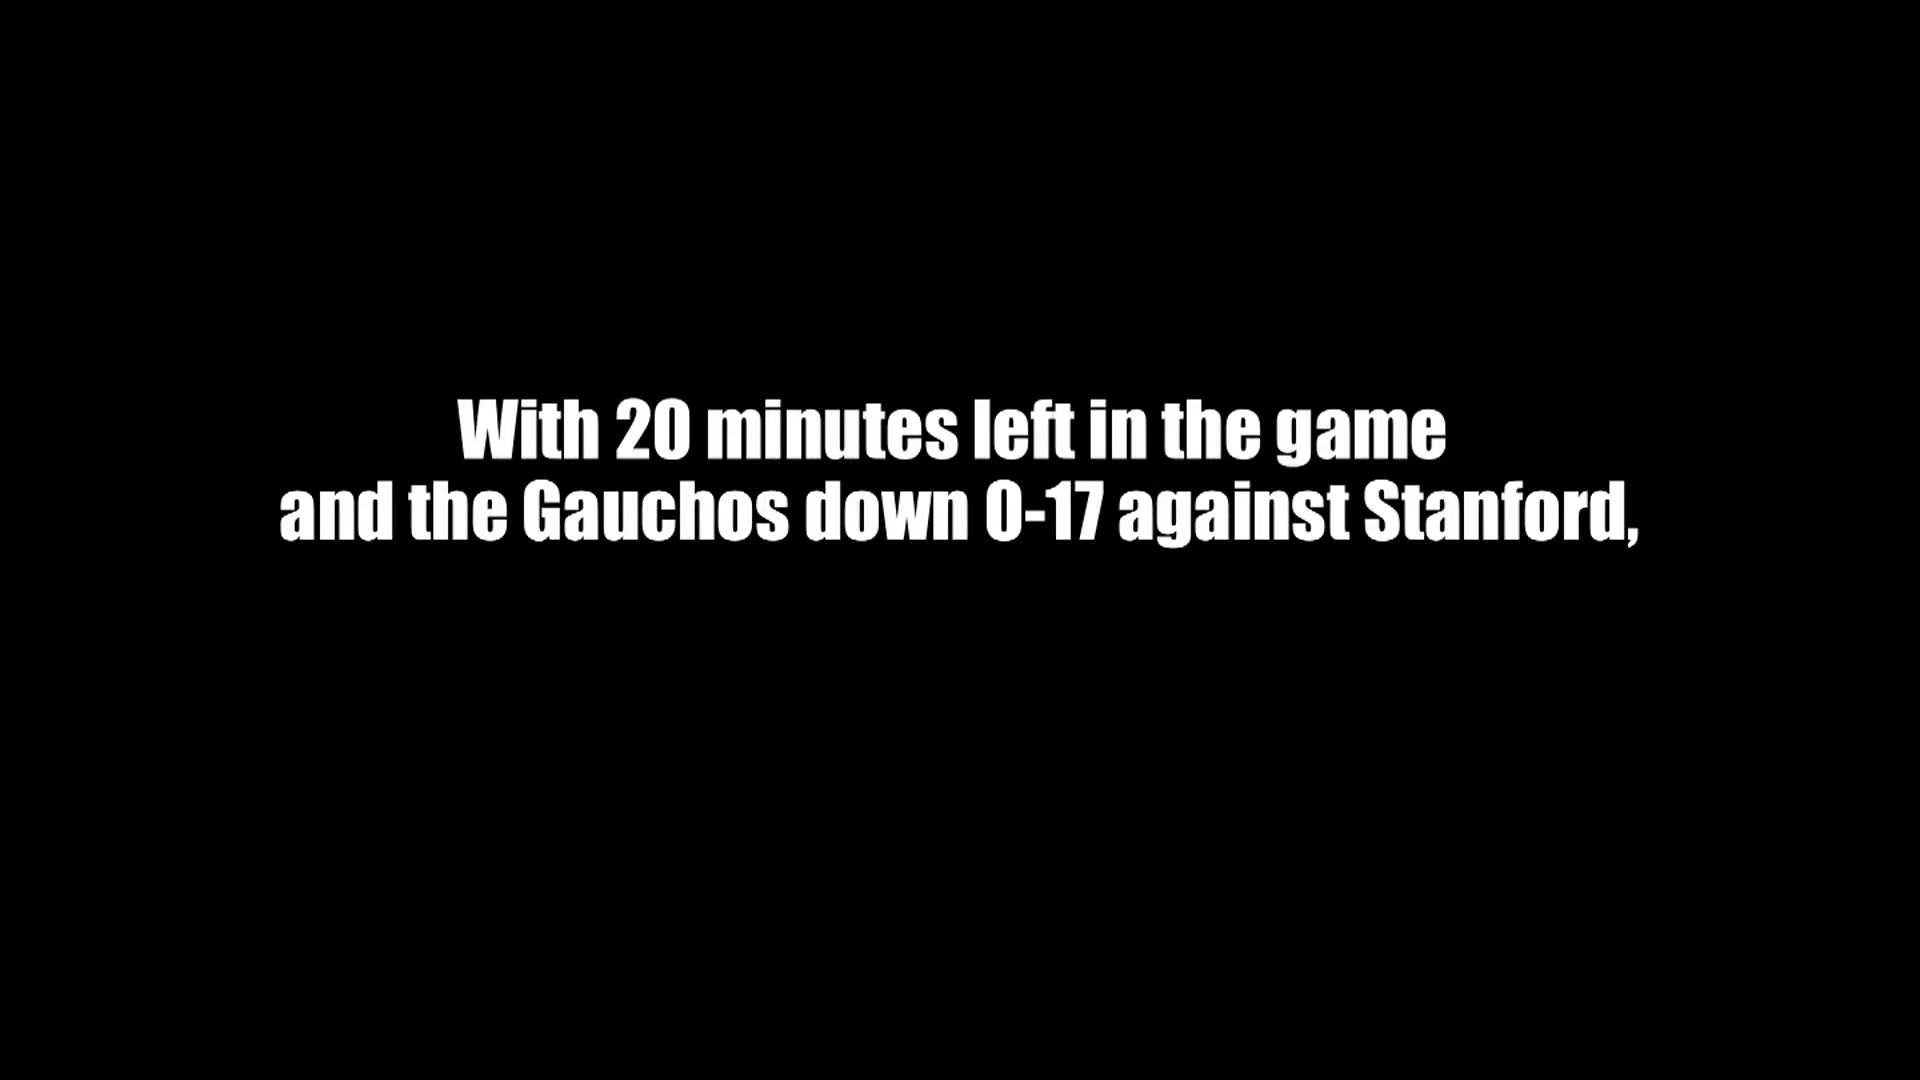 With 20 minutes left in the game
and the Gauchos down 0-17 against Stanford,